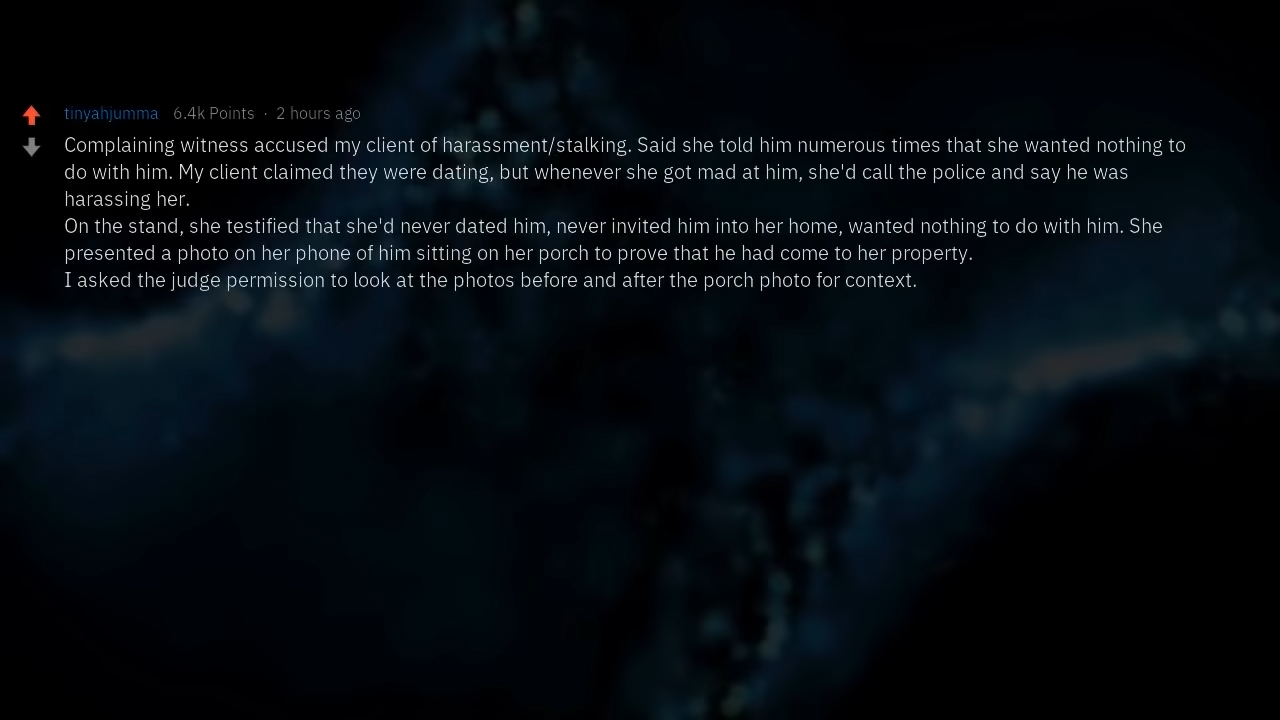 tinyahjumma 6.4k Points · 2 hours ago
Complaining witness accused my client of harassment/stalking. Said she told him numerous times that she wanted nothing to
do with him. My client claimed they were dating, but whenever she got mad at him, she'd call the police and say he was
harassing her.
On the stand, she testified that she'd never dated him, never invited him into her home, wanted nothing to do with him. She
presented a photo on her phone of him sitting on her porch to prove that he had come to her property.
I asked the judge permission to look at the photos before and after the porch photo for context.